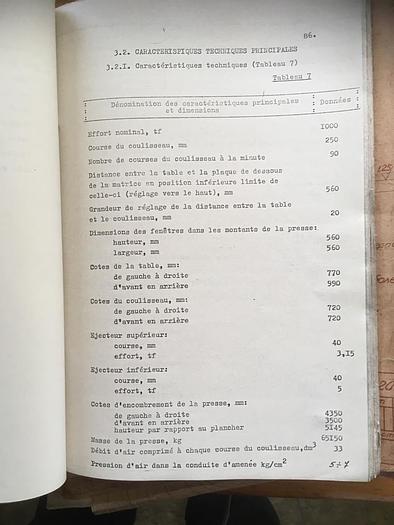 86.
3.2. CARACTERISPIQUES TECHNIQUES PRINCIPALES
3.2.I. Caractéristiques techniques (Tableau 7)
Tableau 7
Dénomination des caractéristiques principales : Données :
et dimensions
Effort nominal, tf 1000
Course du coulisseau, mm 250
Nombre de courses du coulisseau à la minute 90
Distance entre la table et la plaque de dessous
de la matrice en position inférieure limite de
celle-ci (réglage vers le haut), mm 560
Grandeur de réglage de la distance entre la table
et le coulisseau, mm 20
Dimensions des fenêtres dans les montants de la presse:
hauteur, mm 560
largeur, mm 560
Cotes de la table, mm:
de gauche à droite 770
d'avant en arrière 990
Cotes du coulisseau, mm:
de gauche à droite 720
d'avant en arrière 720
Ejecteur supérieur:
course, mm 40
effort, tf 3,15
Ejecteur inférieur:
course, mm 40
effort, tf 5
Cotes d'encombrement de la presse, mm:
de gauche à droite 4350
d'avant en arrière 3500
hauteur par rapport au plancher 5I45
Masse de la presse, kg 65I50
Débit d'air comprimé à chaque course du coulisseau, dm³ 33
Pression d'air dans la conduite d'amenée kg/cm² 5÷7